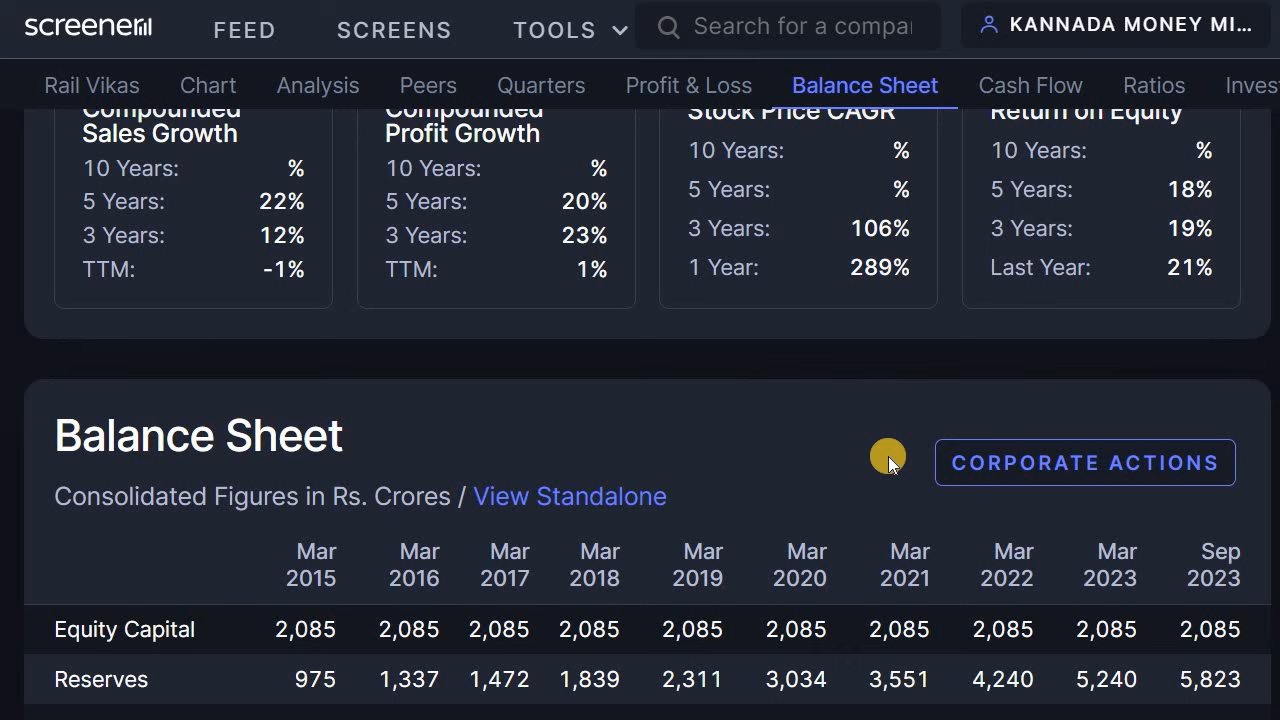 screener
FEED SCREENS TOOLS Search for a compar KANNADA MONEY MI...
Rail Vikas Chart Analysis Peers Quarters Profit & Loss Balance Sheet Cash Flow Ratios Inves
Compounded Compounded Stock Price CAGR Return on Equity
Sales Growth Profit Growth
10 Years: % 10 Years: % 10 Years: % 10 Years: %
5 Years: 22% 5 Years: 20% 5 Years: % 5 Years: 18%
3 Years: 12% 3 Years: 23% 3 Years: 106% 3 Years: 19%
TTM: -1% TTM: 1% 1 Year: 289% Last Year: 21%
Balance Sheet
CORPORATE ACTIONS
Consolidated Figures in Rs. Crores / View Standalone
Mar Mar Mar Mar Mar Mar Mar Mar Mar Sep
2015 2016 2017 2018 2019 2020 2021 2022 2023 2023
Equity Capital 2,085 2,085 2,085 2,085 2,085 2,085 2,085 2,085 2,085 2,085
Reserves 975 1,337 1,472 1,839 2,311 3,034 3,551 4,240 5,240 5,823